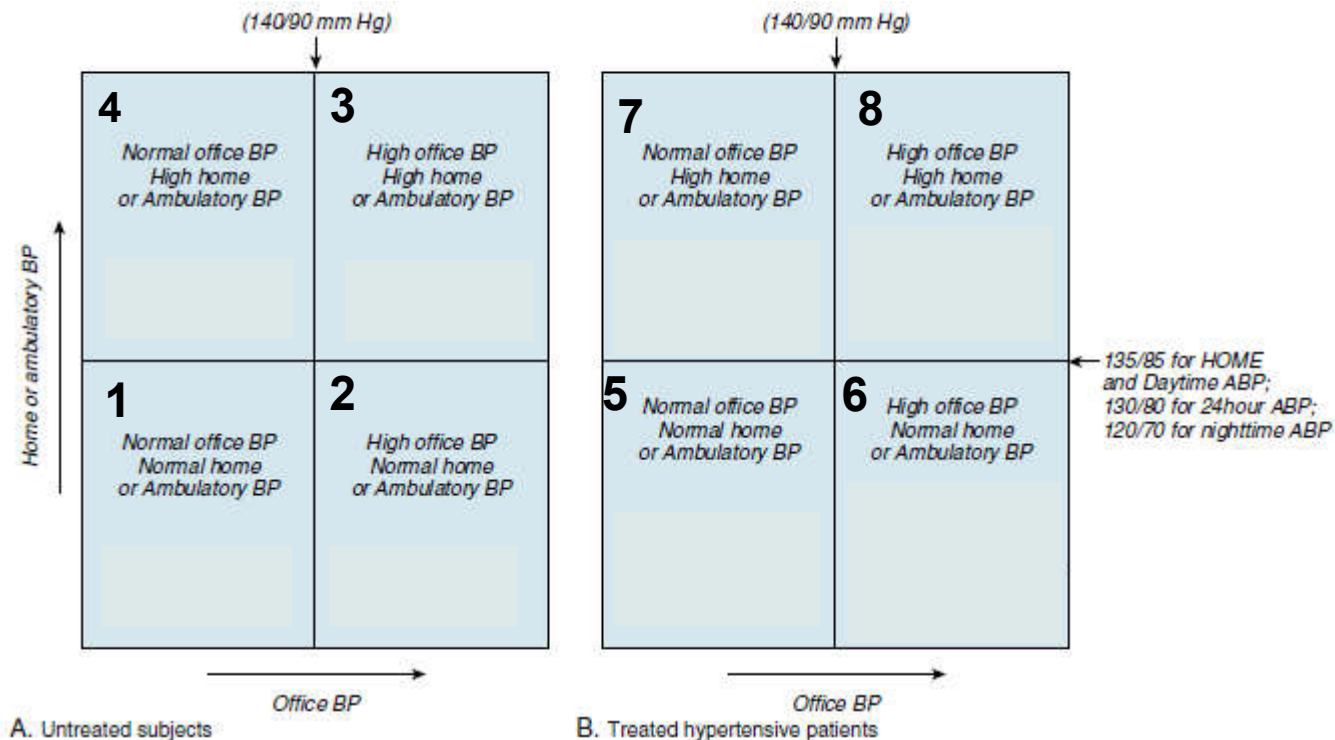 (140/90 mm Hg)
(140/90 mm Hg)
4
Normal office BP
High home
or Ambulatory BP
3
High office BP
High home
or Ambulatory BP
7
Normal office BP
High home
or Ambulatory BP
8
High office BP
High home
or Ambulatory BP
Home or ambulatory BP
135/85 for HOME
and Daytime ABP;
130/80 for 24hour ABP;
120/70 for nighttime ABP
1
Normal office BP
Normal home
or Ambulatory BP
2
High office BP
Normal home
or Ambulatory BP
5
Normal office BP
Normal home
or Ambulatory BP
6
High office BP
Normal home
or Ambulatory BP
Office BP
Office BP
A. Untreated subjects
B. Treated hypertensive patients